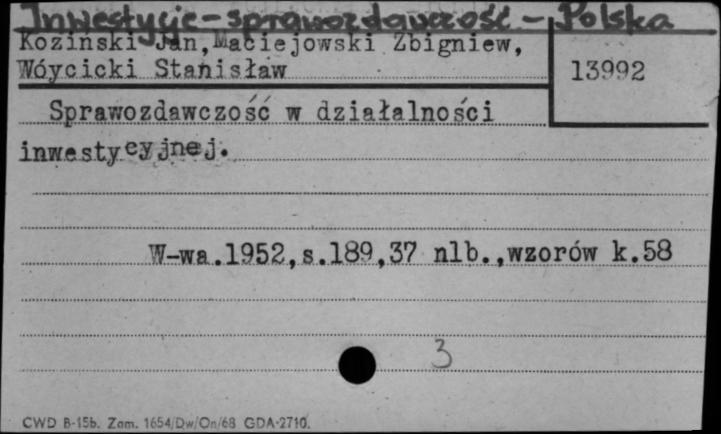 Inwestycje - sprawozdawczość - Polska
Koziński Jan, Maciejowski Zbigniew,
Wóycicki Stanisław
13992
Sprawozdawczość w działalności
inwestycyjnej.
W-wa.1952,s.189,37 nlb.,wzorów k.58
3
CWD B-15b. Zam. 1654/Dw/On/68 GDA-2710.